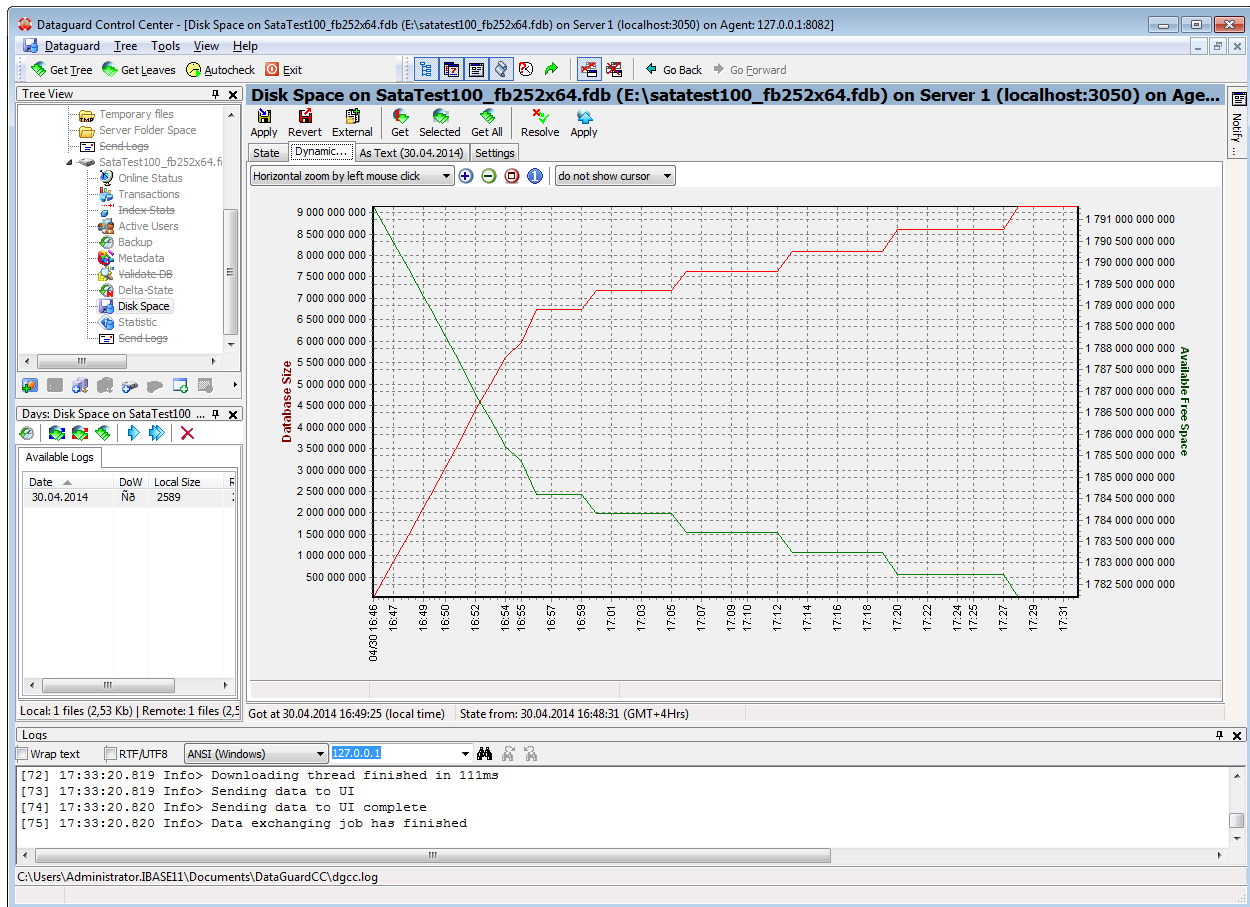 Dataguard Control Center - [Disk Space on SataTest100_fb252x64.fdb (E:\satatest100_fb252x64.fdb) on Server 1 (localhost:3050) on Agent: 127.0.0.1:8082]
Dataguard Tree Tools View Help
Get Tree Get Leaves Autocheck Exit Go Back Go Forward
Tree View
Temporary files
Server Folder Space
Send Logs
SataTest100_fb252x64.f
Online Status
Transactions
Index Stats
Active Users
Backup
Metadata
Validate DB
Delta-State
Disk Space
Statistic
Send Logs
Days: Disk Space on SataTest100 ...
Available Logs
Date DoW Local Size R
30.04.2014 Ñð 2589
Local: 1 files (2,53 Kb) | Remote: 1 files (2,5
Disk Space on SataTest100_fb252x64.fdb (E:\satatest100_fb252x64.fdb) on Server 1 (localhost:3050) on Age...
Apply Revert External Get Selected Get All Resolve Apply
State Dynamic... As Text (30.04.2014) Settings
Horizontal zoom by left mouse click do not show cursor
Database Size
9 000 000 000
8 500 000 000
8 000 000 000
7 500 000 000
7 000 000 000
6 500 000 000
6 000 000 000
5 500 000 000
5 000 000 000
4 500 000 000
4 000 000 000
3 500 000 000
3 000 000 000
2 500 000 000
2 000 000 000
1 500 000 000
1 000 000 000
500 000 000
1 791 000 000 000
1 790 500 000 000
1 790 000 000 000
1 789 500 000 000
1 789 000 000 000
1 788 500 000 000
1 788 000 000 000
1 787 500 000 000
1 787 000 000 000
1 786 500 000 000
1 786 000 000 000
1 785 500 000 000
1 785 000 000 000
1 784 500 000 000
1 784 000 000 000
1 783 500 000 000
1 783 000 000 000
1 782 500 000 000
Available Free Space
04/30 16:46 16:47 16:49 16:50 16:52 16:54 16:55 16:57 16:59 17:01 17:03 17:05 17:07 17:09 17:10 17:12 17:14 17:16 17:18 17:20 17:22 17:24 17:25 17:27 17:29 17:31
Got at 30.04.2014 16:49:25 (local time) State from: 30.04.2014 16:48:31 (GMT+4Hrs)
Notify ...
Logs
Wrap text RTF/UTF8 ANSI (Windows) 127.0.0.1
[72] 17:33:20.819 Info> Downloading thread finished in 111ms
[73] 17:33:20.819 Info> Sending data to UI
[74] 17:33:20.820 Info> Sending data to UI complete
[75] 17:33:20.820 Info> Data exchanging job has finished
C:\Users\Administrator.IBASE11\Documents\DataGuardCC\dgcc.log